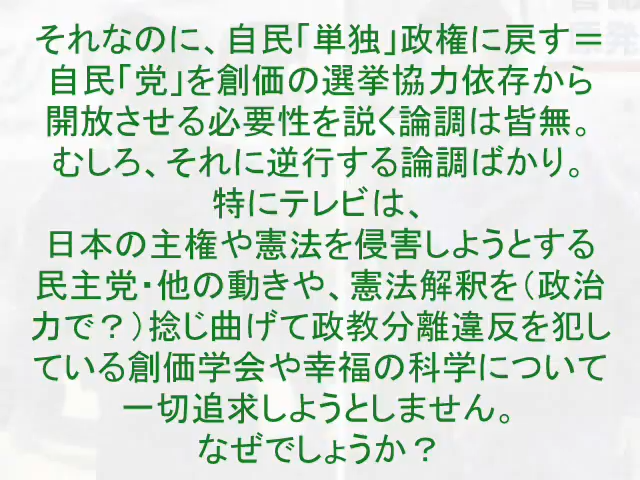 それなのに、自民「単独」政権に戻す＝
自民「党」を創価の選挙協力依存から
開放させる必要性を説く論調は皆無。
むしろ、それに逆行する論調ばかり。
特にテレビは、
日本の主権や憲法を侵害しようとする
民主党・他の動きや、憲法解釈を（政治
力で？）捻じ曲げて政教分離違反を犯し
ている創価学会や幸福の科学について
一切追求しようとしません。
なぜでしょうか？